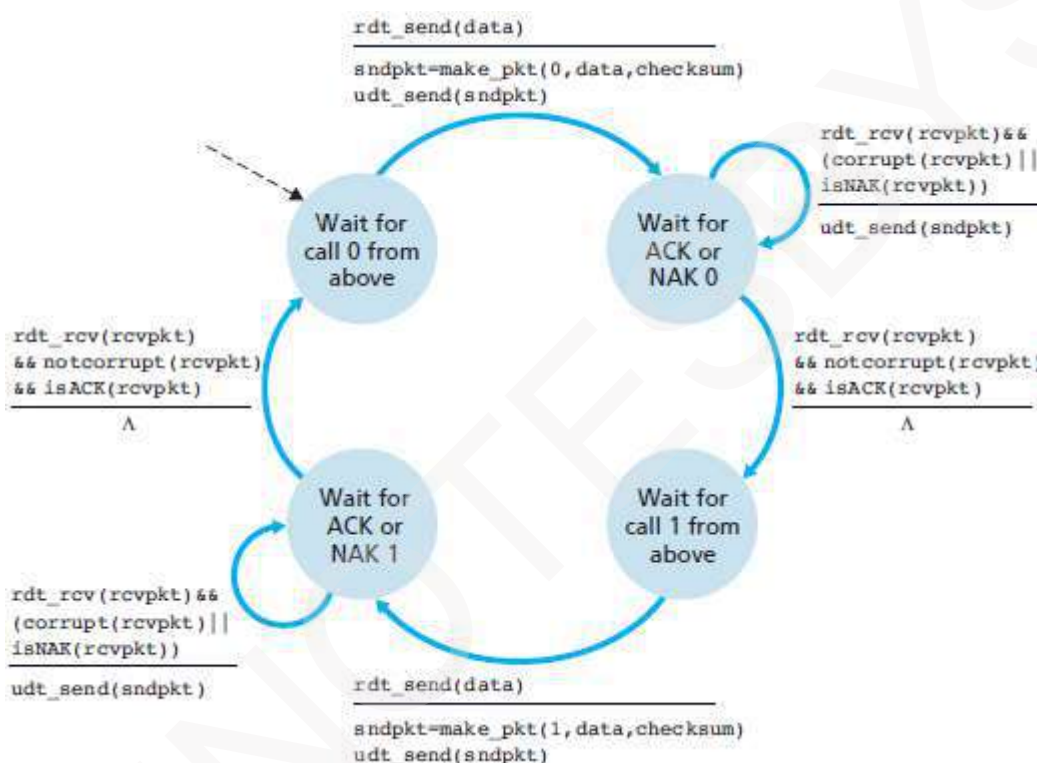 rdt_send(data)
sndpkt=make_pkt(0,data,checksum)
udt_send(sndpkt)
rdt_rcv(rcvpkt)&&
(corrupt(rcvpkt)||
isNAK(rcvpkt))
udt_send(sndpkt)
Wait for
call 0 from
above
Wait for
ACK or
NAK 0
rdt_rcv(rcvpkt)
&& notcorrupt(rcvpkt)
&& isACK(rcvpkt)
Λ
rdt_rcv(rcvpkt)
&& notcorrupt(rcvpkt)
&& isACK(rcvpkt)
Λ
Wait for
ACK or
NAK 1
Wait for
call 1 from
above
rdt_rcv(rcvpkt)&&
(corrupt(rcvpkt)||
isNAK(rcvpkt))
udt_send(sndpkt)
rdt_send(data)
sndpkt=make_pkt(1,data,checksum)
udt_send(sndpkt)
NOTESBYS